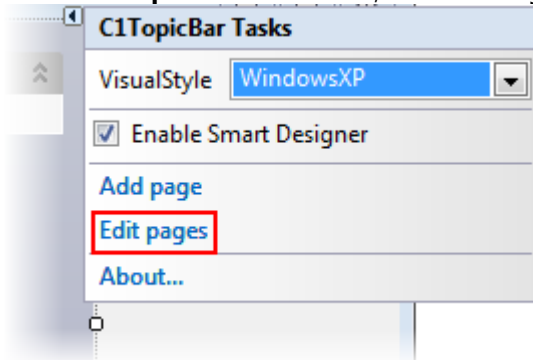 C1TopicBar Tasks
VisualStyle WindowsXP
Enable Smart Designer
Add page
Edit pages
About...